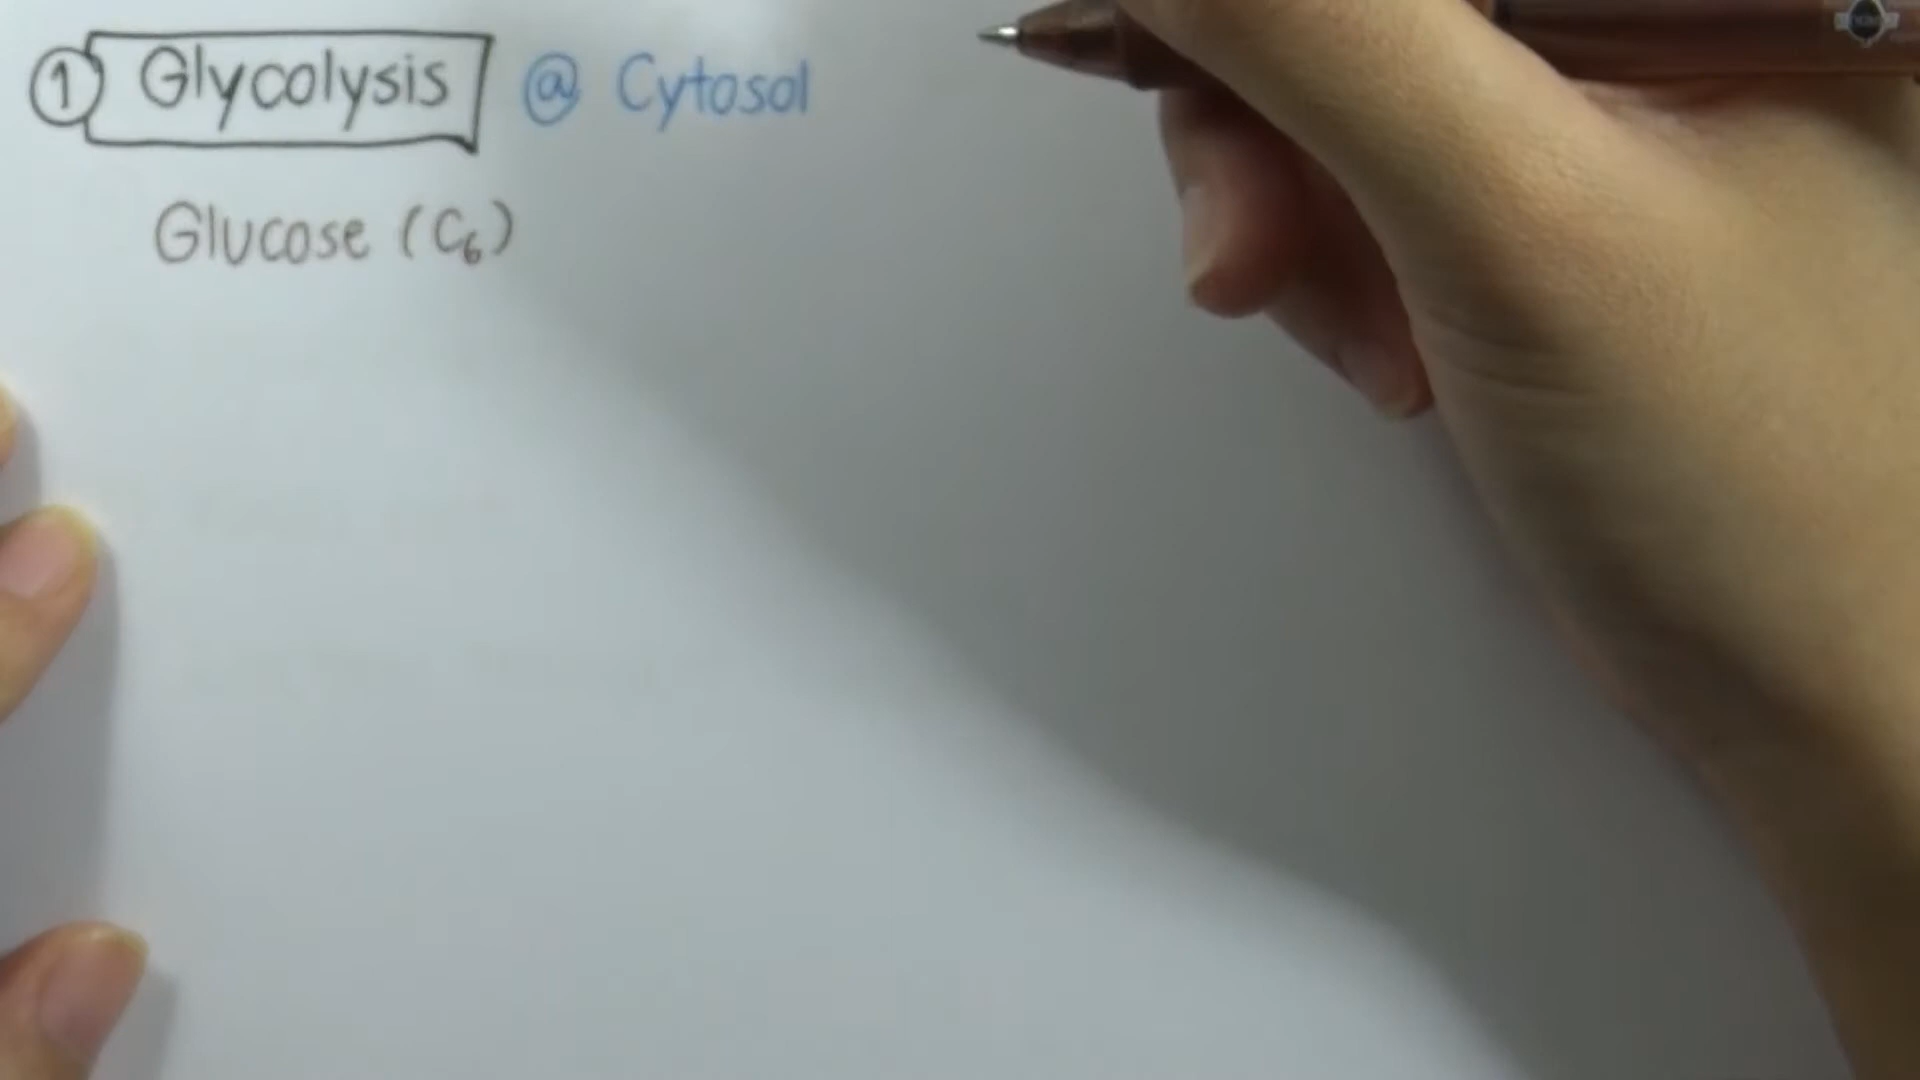 ① Glycolysis @ Cytosol
Glucose (C₆)